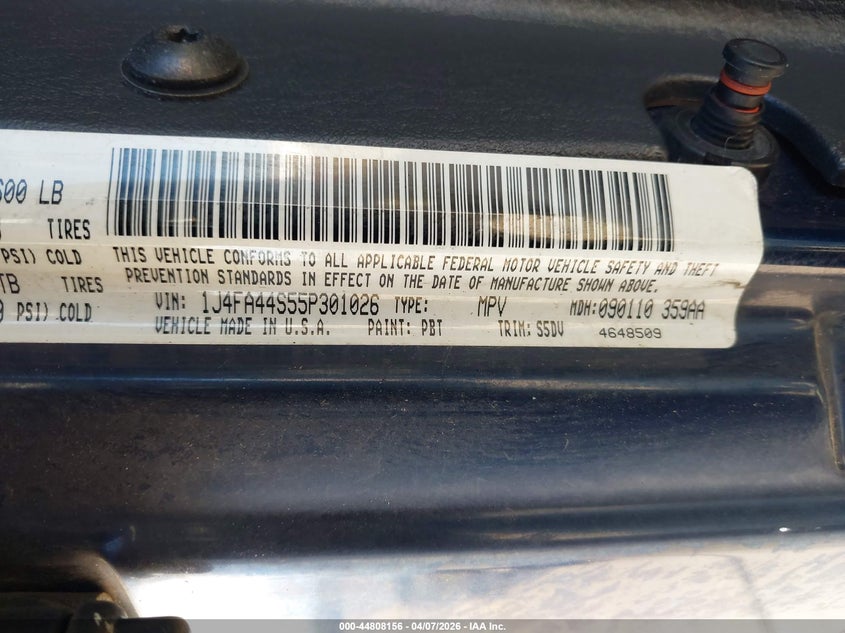 600 LB
TIRES
PSI) COLD
TB TIRES
PSI) COLD
THIS VEHICLE CONFORMS TO ALL APPLICABLE FEDERAL MOTOR VEHICLE SAFETY AND THEFT
PREVENTION STANDARDS IN EFFECT ON THE DATE OF MANUFACTURE SHOWN ABOVE.
VIN: 1J4FA44S55P301026 TYPE: MPV MDH:090110 359AA
VEHICLE MADE IN U.S.A. PAINT: PBT TRIM: S5DV 4648509
000-44808156 | 04/07/2026 | IAA Inc.